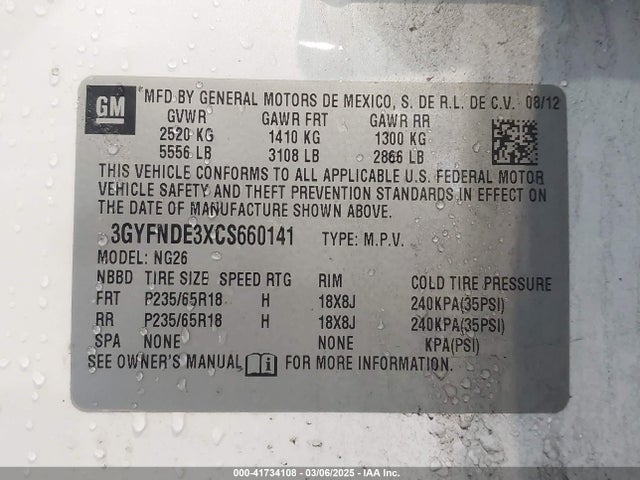 GM
MFD BY GENERAL MOTORS DE MEXICO, S. DE R.L. DE C.V. 08/12
GVWR GAWR FRT GAWR RR
2520 KG 1410 KG 1300 KG
5556 LB 3108 LB 2866 LB
THIS VEHICLE CONFORMS TO ALL APPLICABLE U.S. FEDERAL MOTOR
VEHICLE SAFETY AND THEFT PREVENTION STANDARDS IN EFFECT ON
THE DATE OF MANUFACTURE SHOWN ABOVE.
3GYFNDE3XCS660141 TYPE: M.P.V.
MODEL: NG26
NBBD TIRE SIZE SPEED RTG RIM COLD TIRE PRESSURE
FRT P235/65R18 H 18X8J 240KPA(35PSI)
RR P235/65R18 H 18X8J 240KPA(35PSI)
SPA NONE NONE KPA(PSI)
SEE OWNER'S MANUAL FOR MORE INFORMATION.
000-41734108 - 03/06/2025 - IAA Inc.